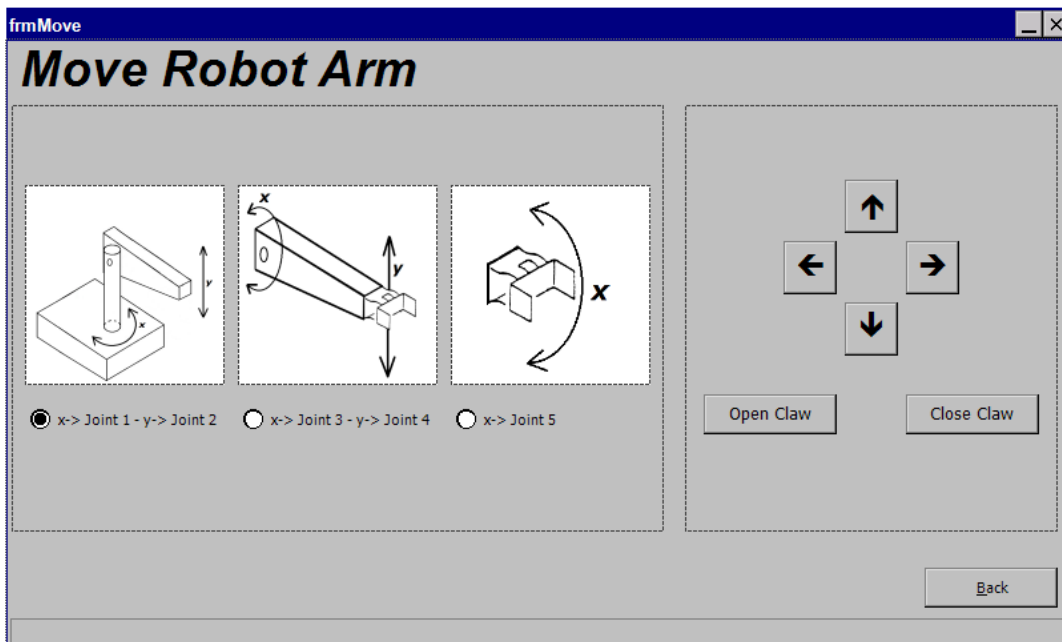 frmMove
Move Robot Arm
y
x
x
y
x
x-> Joint 1 - y-> Joint 2
x-> Joint 3 - y-> Joint 4
x-> Joint 5
Open Claw
Close Claw
Back